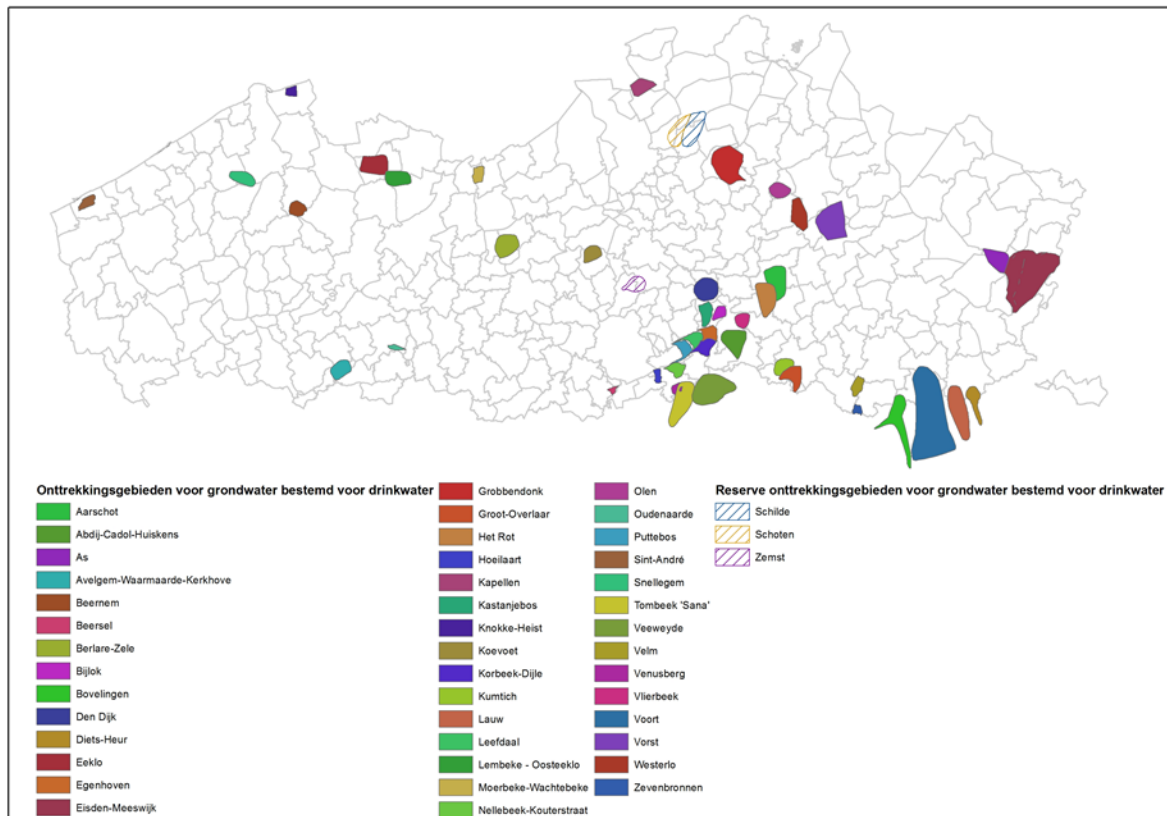 Onttrekkingsgebieden voor grondwater bestemd voor drinkwater
Aarschot
Abdij-Cadol-Huiskens
As
Avelgem-Waarmaarde-Kerkhove
Beernem
Beersel
Berlare-Zele
Bijlok
Bovelingen
Den Dijk
Diets-Heur
Eeklo
Egenhoven
Eisden-Meeswijk
Grobbendonk
Groot-Overlaar
Het Rot
Hoeilaart
Kapellen
Kastanjebos
Knokke-Heist
Koevoet
Korbeek-Dijle
Kumtich
Lauw
Leefdaal
Lembeke - Oosteeklo
Moerbeke-Wachtebeke
Nellebeek-Kouterstraat
Olen
Oudenaarde
Puttebos
Sint-André
Snellegem
Tombeek 'Sana'
Veeweyde
Velm
Venusberg
Vlierbeek
Voort
Vorst
Westerlo
Zevenbronnen
Reserve onttrekkingsgebieden voor grondwater bestemd voor drinkwater
Schilde
Schoten
Zemst